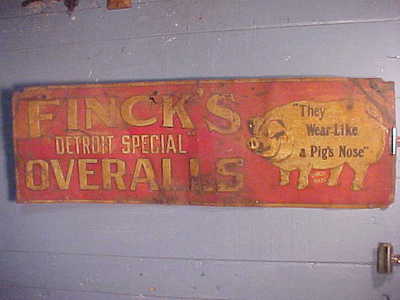 FINCK'S
DETROIT SPECIAL
OVERALLS
"They
Wear-Like
a Pig's Nose"